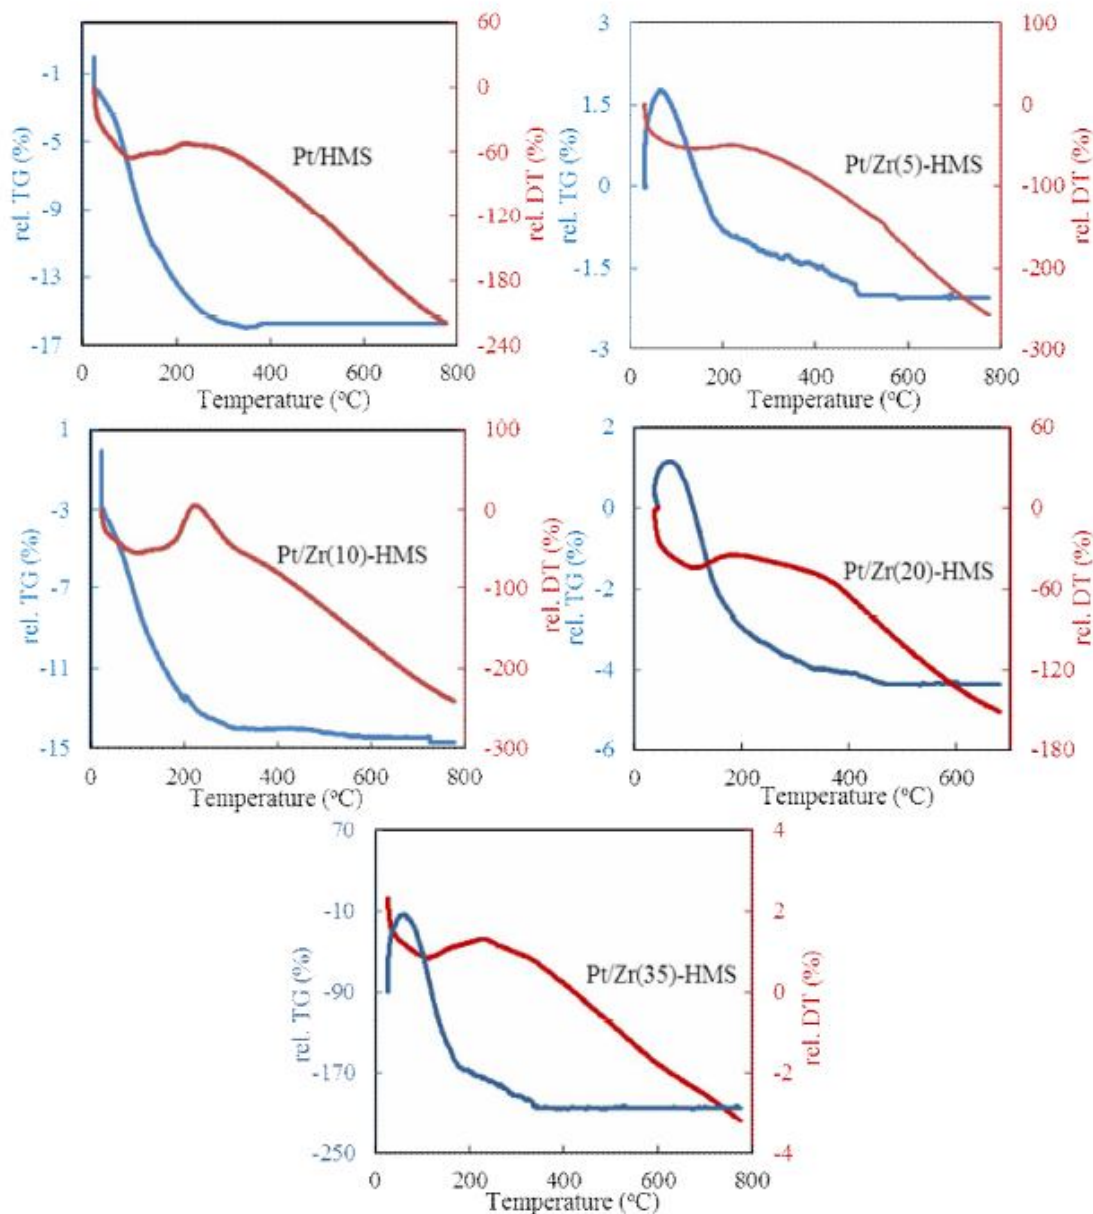 60
3
100
-1
0
rel. TG (%)
-5
-9
-13
-17
Pt/HMS
-60
-120
-180
-240
rel. DT (%)
0 200 400 600 800
Temperature (°C)
1.5
0
-1.5
-3
rel. TG (%)
Pt/Zr(5)-HMS
0
-100
-200
-300
rel. DT (%)
0 200 400 600 800
Temperature (°C)
1
-3
-7
-11
-15
rel. TG (%)
Pt/Zr(10)-HMS
100
0
-100
-200
-300
rel. DT (%)
0 200 400 600 800
Temperature (°C)
2
0
-2
-4
-6
rel. TG (%)
Pt/Zr(20)-HMS
60
0
-60
-120
-180
rel. DT (%)
0 200 400 600
Temperature (°C)
70
-10
-90
-170
-250
rel. TG (%)
Pt/Zr(35)-HMS
4
2
0
-2
-4
rel. DT (%)
0 200 400 600 800
Temperature (°C)